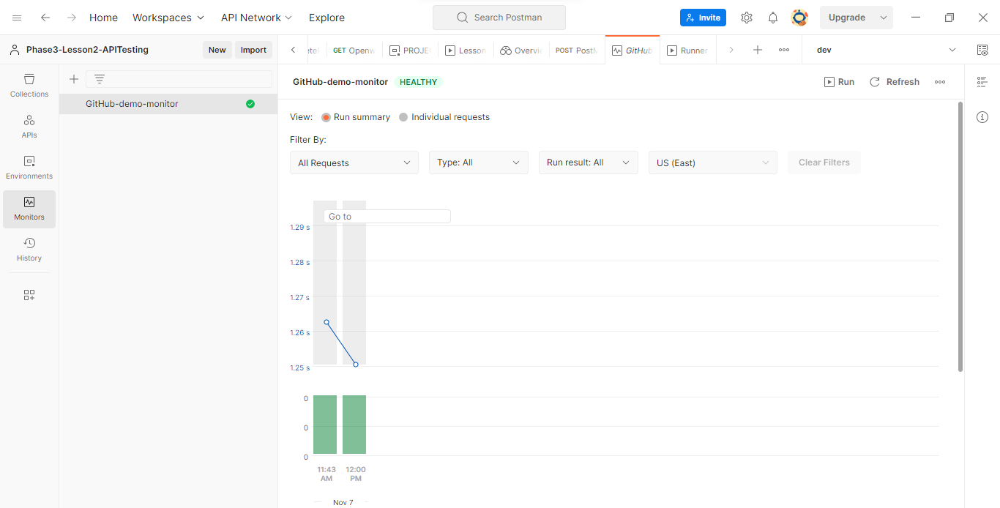 Home Workspaces API Network Explore Search Postman Invite Upgrade
Phase3-Lesson2-APITesting New Import GET Openw PROJE Lesson Overvie POST PostM GitHub Runner dev
GitHub-demo-monitor HEALTHY Run Refresh
Collections
APIs
Environments
Monitors
History
GitHub-demo-monitor
View: Run summary Individual requests
Filter By:
All Requests Type: All Run result: All US (East) Clear Filters
Go to
1.29 s
1.28 s
1.27 s
1.26 s
1.25 s
0
0
0
11:43 AM
12:00 PM
Nov 7